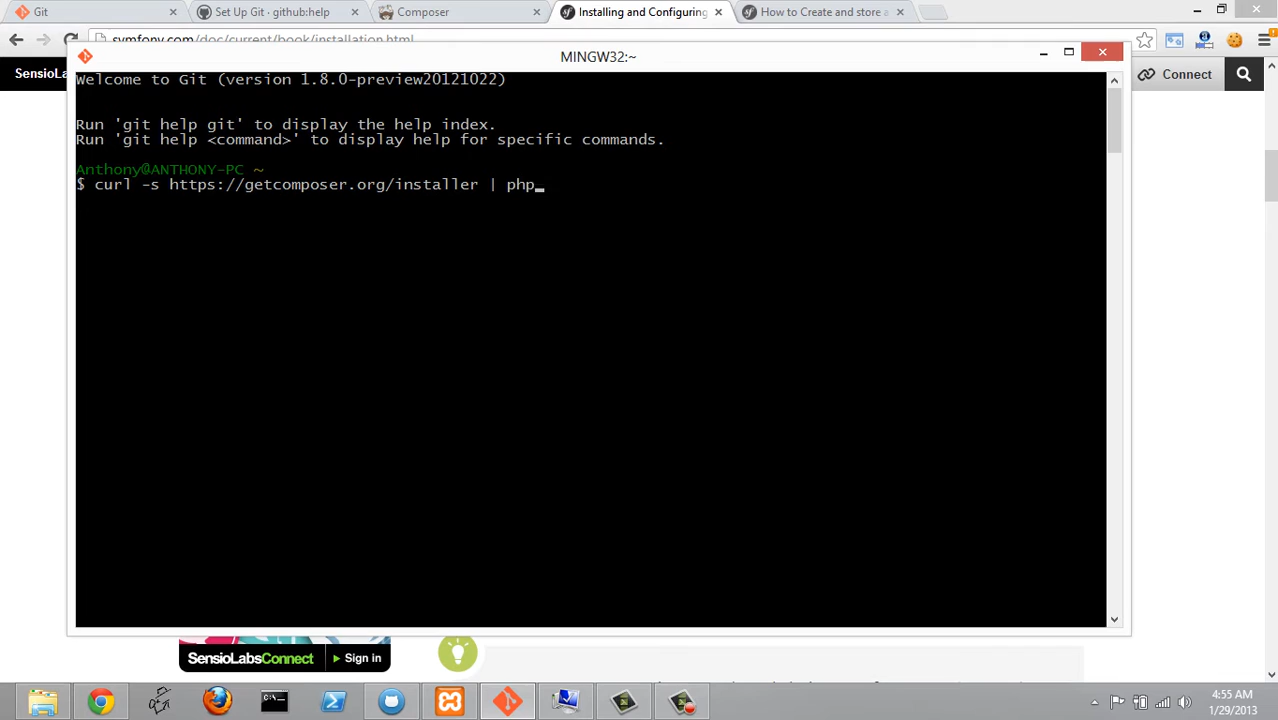 Git
Set Up Git · github:help
Composer
Installing and Configuring
How to Create and store a
symfony.com/doc/current/book/installation.html
SensioLa
MINGW32:~
Connect
Welcome to Git (version 1.8.0-preview20121022)
Run 'git help git' to display the help index.
Run 'git help <command>' to display help for specific commands.
Anthony@ANTHONY-PC ~
$ curl -s https://getcomposer.org/installer | php_
SensioLabsConnect
Sign in
4:55 AM
1/29/2013